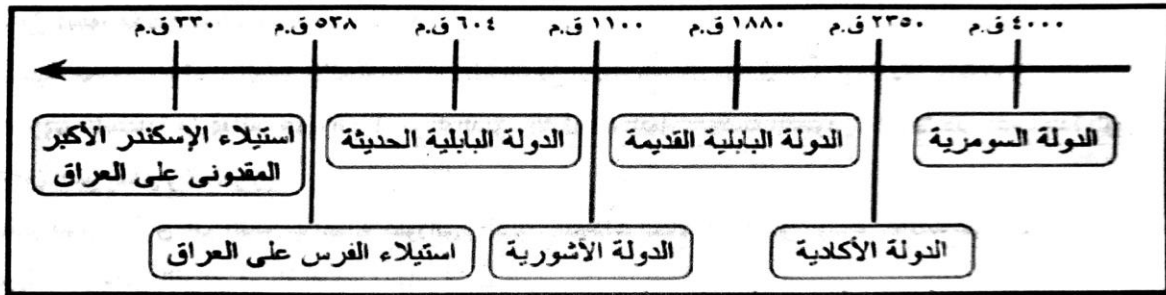 ٤٠٠٠ ق.م ٢٣٥٠ ق.م ١٨٨٠ ق.م ١١٠٠ ق.م ٦٠٤ ق.م ٥٣٨ ق.م ٣٣٠ ق.م
الدولة السومرية
الدولة البابلية القديمة
الدولة البابلية الحديثة
استيلاء الإسكندر الأكبر
المقدونى على العراق
الدولة الأكادية
الدولة الآشورية
استيلاء الفرس على العراق